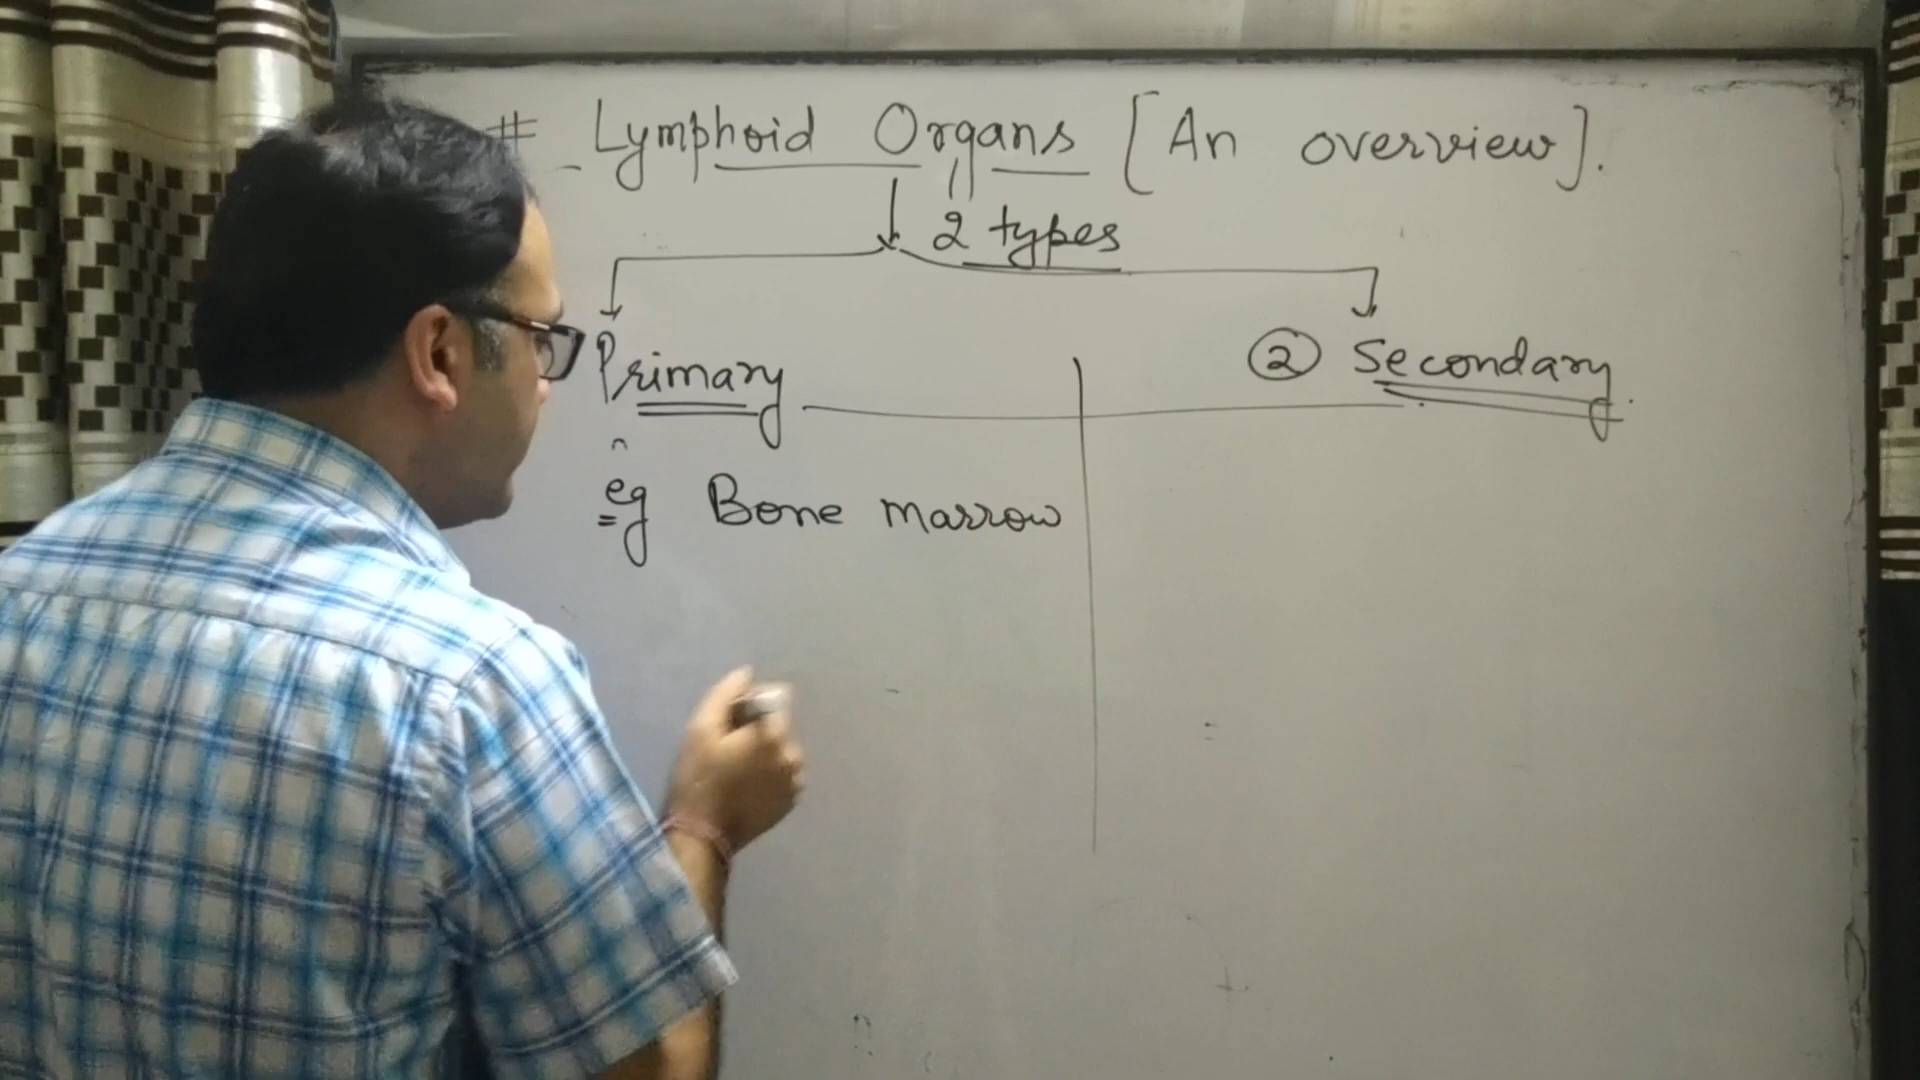 # Lymphoid Organs [An overview].
2 types
Primary
② Secondary
eg Bone marrow